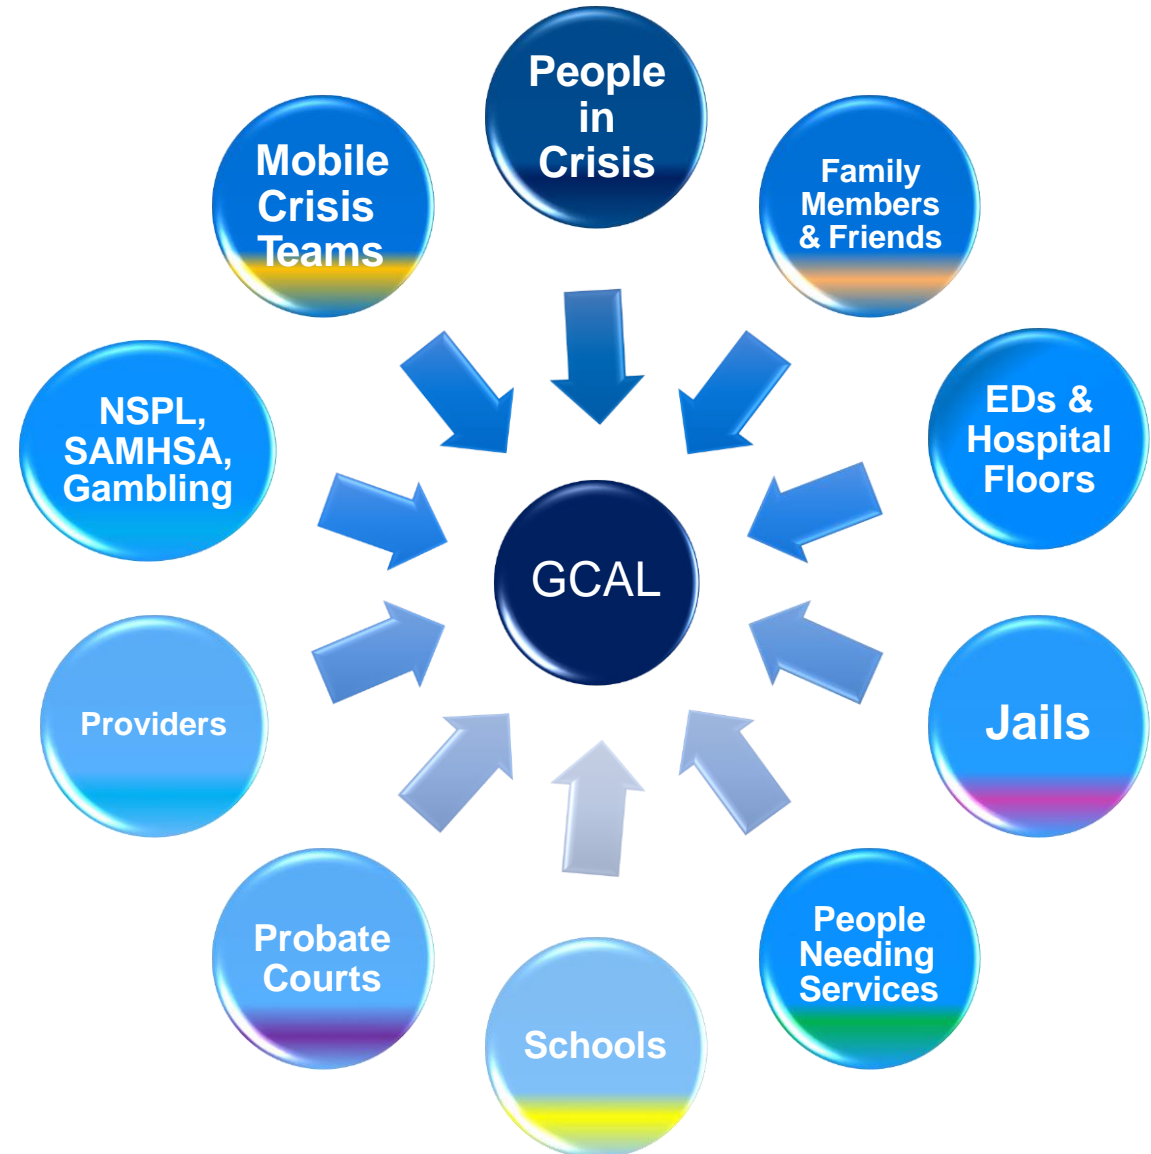 People
in
Crisis
Family
Members
& Friends
EDs &
Hospital
Floors
Jails
People
Needing
Services
Schools
Probate
Courts
Providers
NSPL,
SAMHSA,
Gambling
Mobile
Crisis
Teams
GCAL